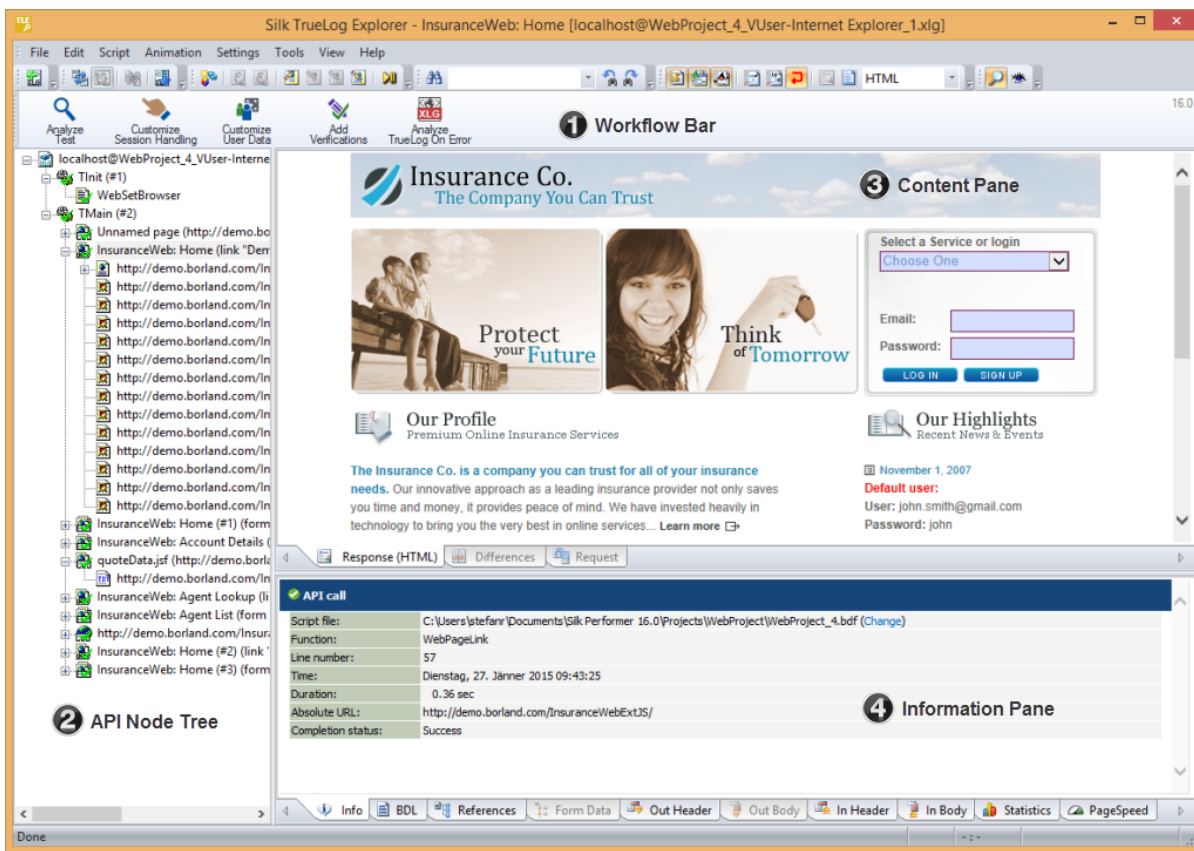 TLE
Silk TrueLog Explorer - InsuranceWeb: Home [localhost@WebProject_4_VUser-Internet Explorer_1.xlg]
File Edit Script Animation Settings Tools View Help
HTML
Analyze Test
Customize Session Handling
Customize User Data
Add Verifications
XLG
Analyze TrueLog On Error
1 Workflow Bar
16.0
localhost@WebProject_4_VUser-Interne
TInit (#1)
WebSetBrowser
TMain (#2)
Unnamed page (http://demo.bo
InsuranceWeb: Home (link "Dem
http://demo.borland.com/In
http://demo.borland.com/In
http://demo.borland.com/In
http://demo.borland.com/In
http://demo.borland.com/In
http://demo.borland.com/In
http://demo.borland.com/In
http://demo.borland.com/In
http://demo.borland.com/In
http://demo.borland.com/In
http://demo.borland.com/In
http://demo.borland.com/In
http://demo.borland.com/In
http://demo.borland.com/In
InsuranceWeb: Home (#1) (form
InsuranceWeb: Account Details (
quoteData.jsf (http://demo.borla
TXT
http://demo.borland.com/In
InsuranceWeb: Agent Lookup (li
InsuranceWeb: Agent List (form
http://demo.borland.com/Insur
InsuranceWeb: Home (#2) (link '
InsuranceWeb: Home (#3) (form
2 API Node Tree
Insurance Co.
The Company You Can Trust
3 Content Pane
Protect
your Future
Think
of Tomorrow
Select a Service or login
Choose One
Email:
Password:
LOG IN SIGN UP
Our Profile
Premium Online Insurance Services
The Insurance Co. is a company you can trust for all of your insurance
needs. Our innovative approach as a leading insurance provider not only saves
you time and money, it provides peace of mind. We have invested heavily in
technology to bring you the very best in online services... Learn more
Our Highlights
Recent News & Events
November 1, 2007
Default user:
User: john.smith@gmail.com
Password: john
Response (HTML) Differences Request
API call
Script file: C:\Users\stefanr\Documents\Silk Performer 16.0\Projects\WebProject\WebProject_4.bdf (Change)
Function: WebPageLink
Line number: 57
Time: Dienstag, 27. Jänner 2015 09:43:25
Duration: 0.36 sec
Absolute URL: http://demo.borland.com/InsuranceWebExtJS/
Completion status: Success
4 Information Pane
Info BDL References Form Data Out Header Out Body In Header In Body Statistics PageSpeed
Done
-:-